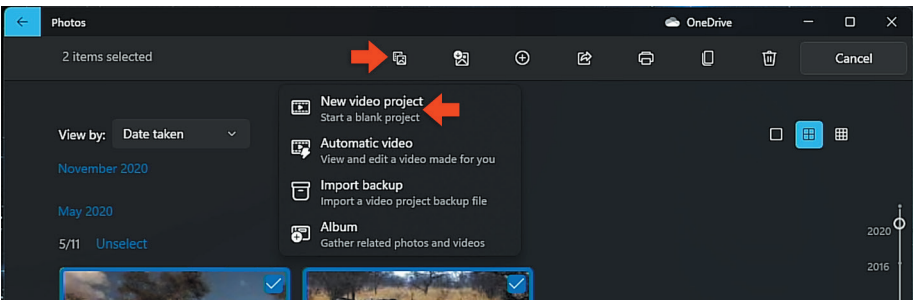 Photos
OneDrive
2 items selected
Cancel
New video project
Start a blank project
View by:
Date taken
Automatic video
View and edit a video made for you
November 2020
Import backup
Import a video project backup file
May 2020
Album
Gather related photos and videos
2020
5/11
Unselect
2016